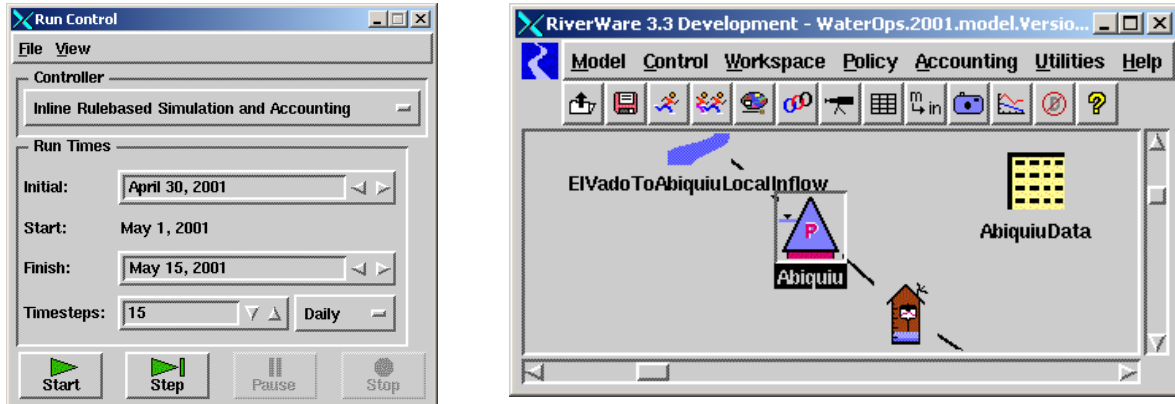 Run Control
File View
Controller
Inline Rulebased Simulation and Accounting
Run Times
Initial: April 30, 2001
Start: May 1, 2001
Finish: May 15, 2001
Timesteps: 15 Daily
Start Step Pause Stop
RiverWare 3.3 Development - WaterOps.2001.model.Versio...
Model Control Workspace Policy Accounting Utilities Help
m
in
D
?
ElVadoToAbiquiuLocalInflow
P
Abiquiu
AbiquiuData